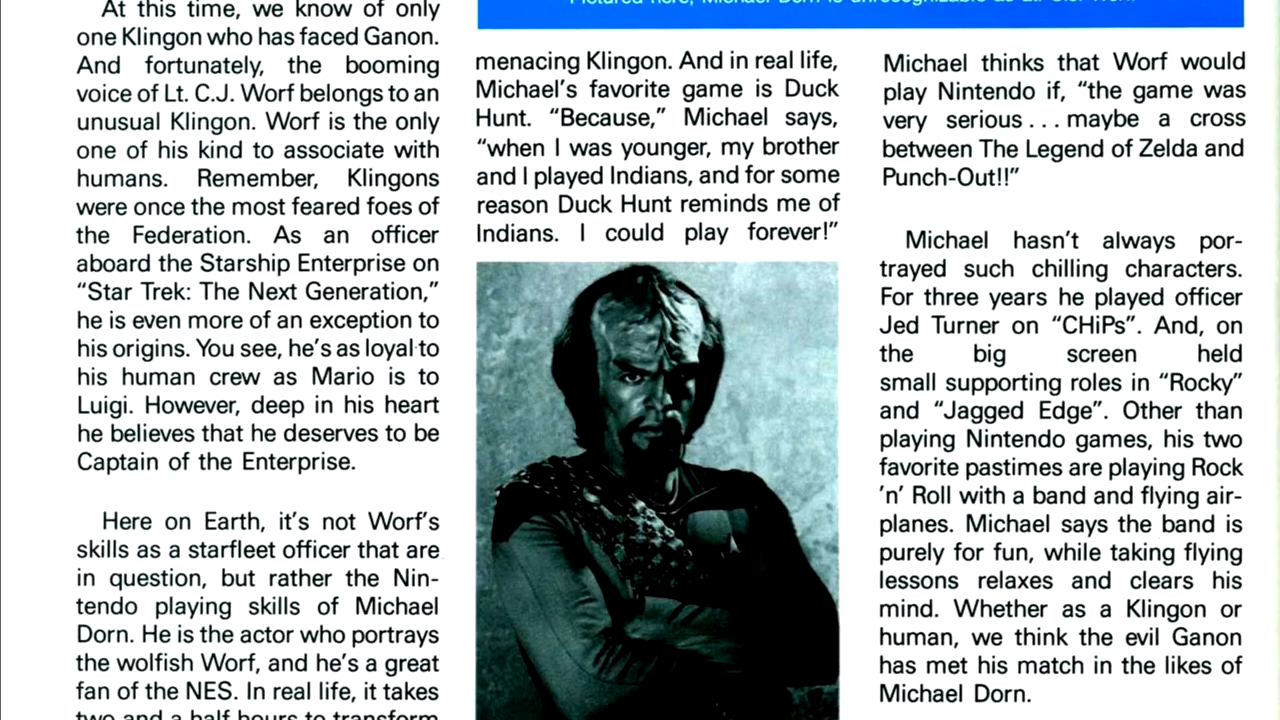 At this time, we know of only
one Klingon who has faced Ganon.
And fortunately, the booming
voice of Lt. C.J. Worf belongs to an
unusual Klingon. Worf is the only
one of his kind to associate with
humans. Remember, Klingons
were once the most feared foes of
the Federation. As an officer
aboard the Starship Enterprise on
“Star Trek: The Next Generation,”
he is even more of an exception to
his origins. You see, he’s as loyal to
his human crew as Mario is to
Luigi. However, deep in his heart
he believes that he deserves to be
Captain of the Enterprise.
Here on Earth, it’s not Worf’s
skills as a starfleet officer that are
in question, but rather the Nin-
tendo playing skills of Michael
Dorn. He is the actor who portrays
the wolfish Worf, and he’s a great
fan of the NES. In real life, it takes
two and a half hours to transform
Pictured here, Michael Dorn is unrecognizable as Lt. C.J. Worf.
menacing Klingon. And in real life,
Michael’s favorite game is Duck
Hunt. “Because,” Michael says,
“when I was younger, my brother
and I played Indians, and for some
reason Duck Hunt reminds me of
Indians. I could play forever!”
Michael thinks that Worf would
play Nintendo if, “the game was
very serious . . . maybe a cross
between The Legend of Zelda and
Punch-Out!!”
Michael hasn’t always por-
trayed such chilling characters.
For three years he played officer
Jed Turner on “CHiPs”. And, on
the big screen held
small supporting roles in “Rocky”
and “Jagged Edge”. Other than
playing Nintendo games, his two
favorite pastimes are playing Rock
’n’ Roll with a band and flying air-
planes. Michael says the band is
purely for fun, while taking flying
lessons relaxes and clears his
mind. Whether as a Klingon or
human, we think the evil Ganon
has met his match in the likes of
Michael Dorn.